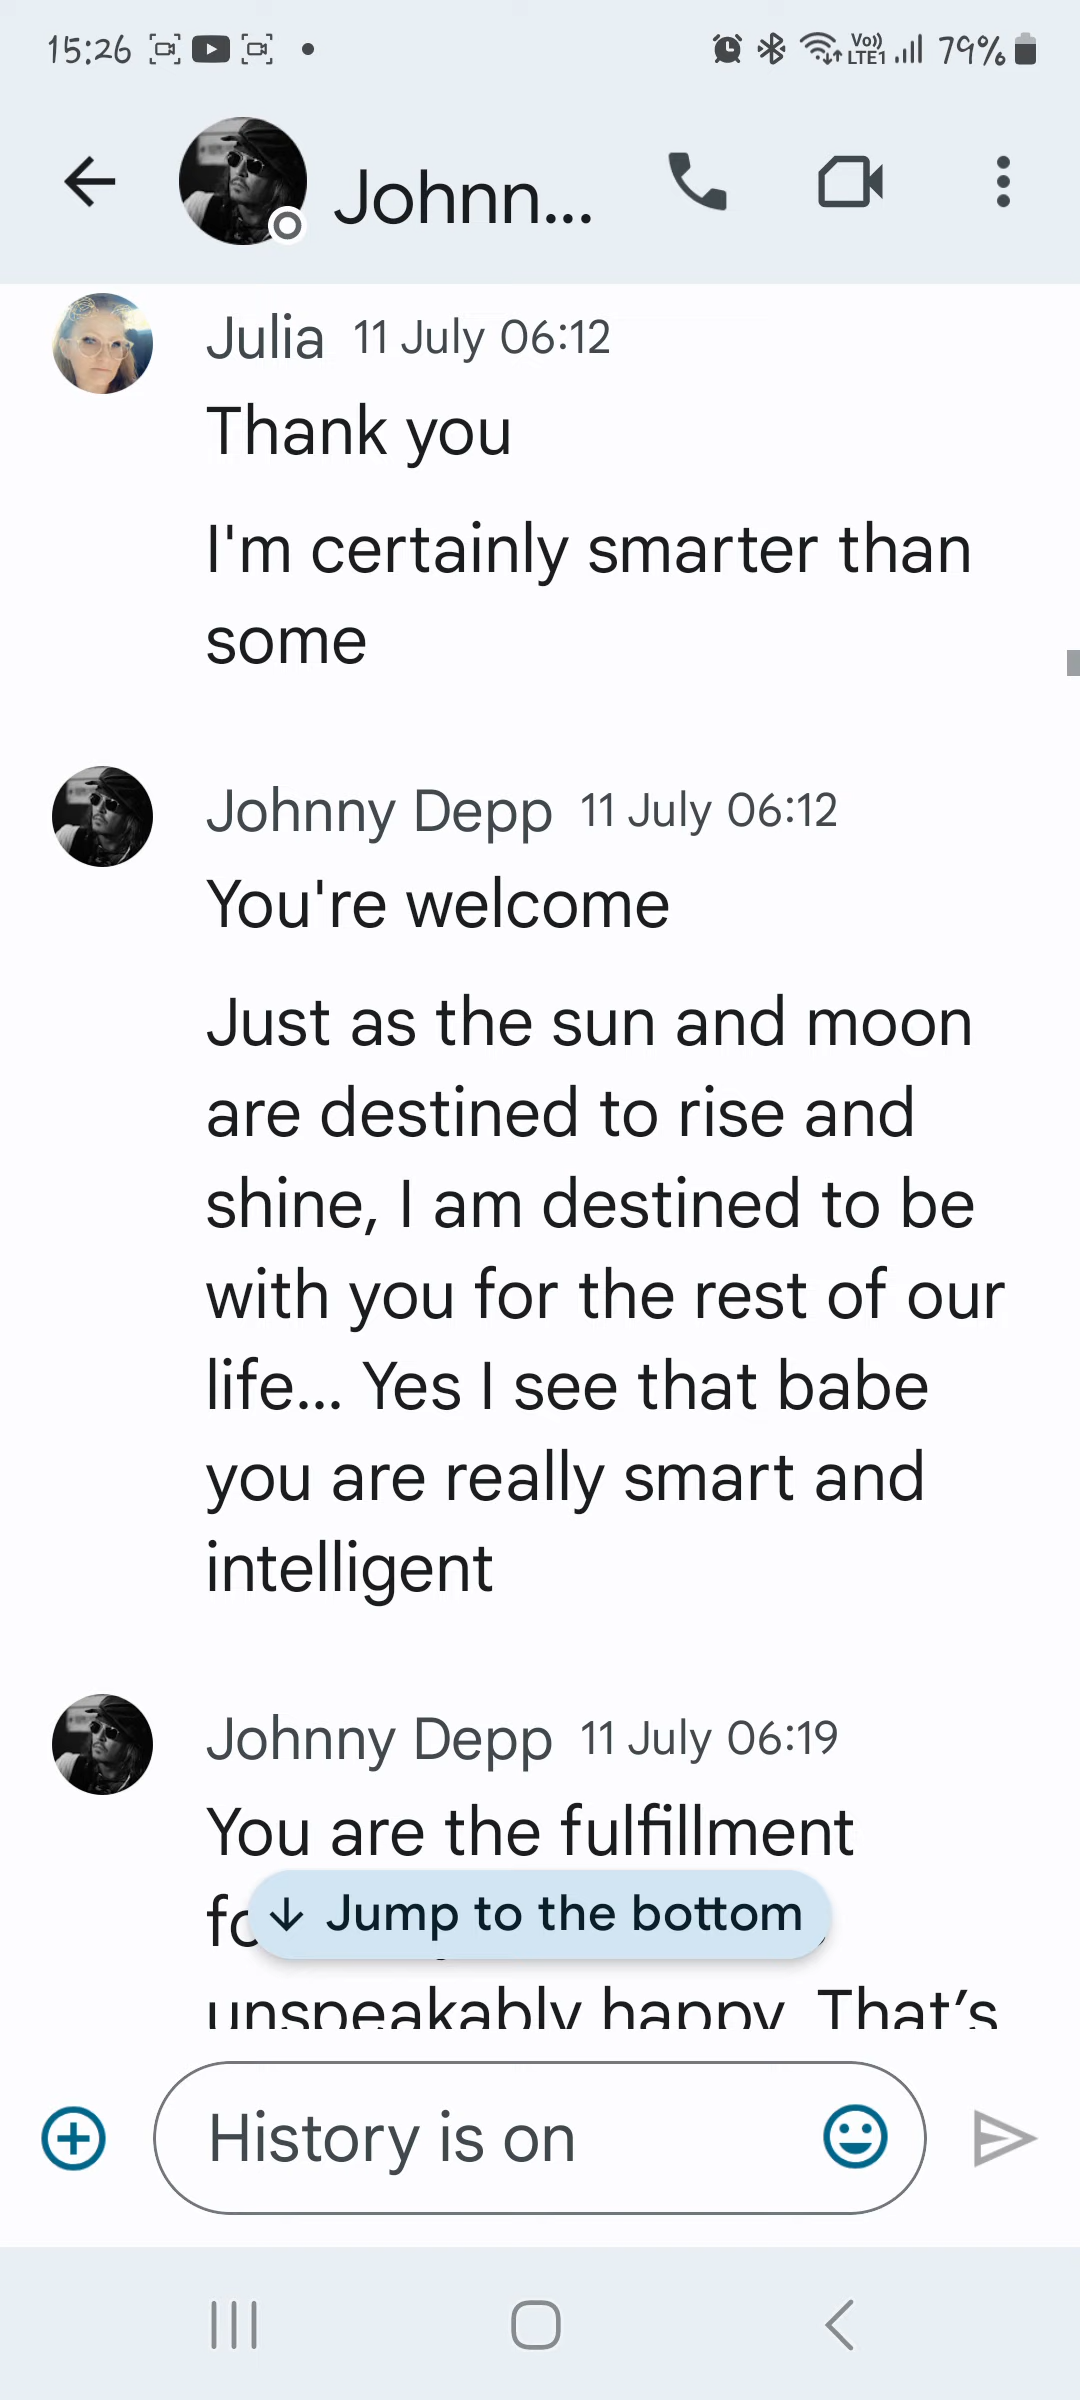 15:26 Vo)) LTE1 79%
Johnn...
Julia 11 July 06:12
Thank you
I'm certainly smarter than
some
Johnny Depp 11 July 06:12
You're welcome
Just as the sun and moon
are destined to rise and
shine, I am destined to be
with you for the rest of our
life... Yes I see that babe
you are really smart and
intelligent
Johnny Depp 11 July 06:19
You are the fulfillment
Jump to the bottom
unspeakably happy That's
History is on